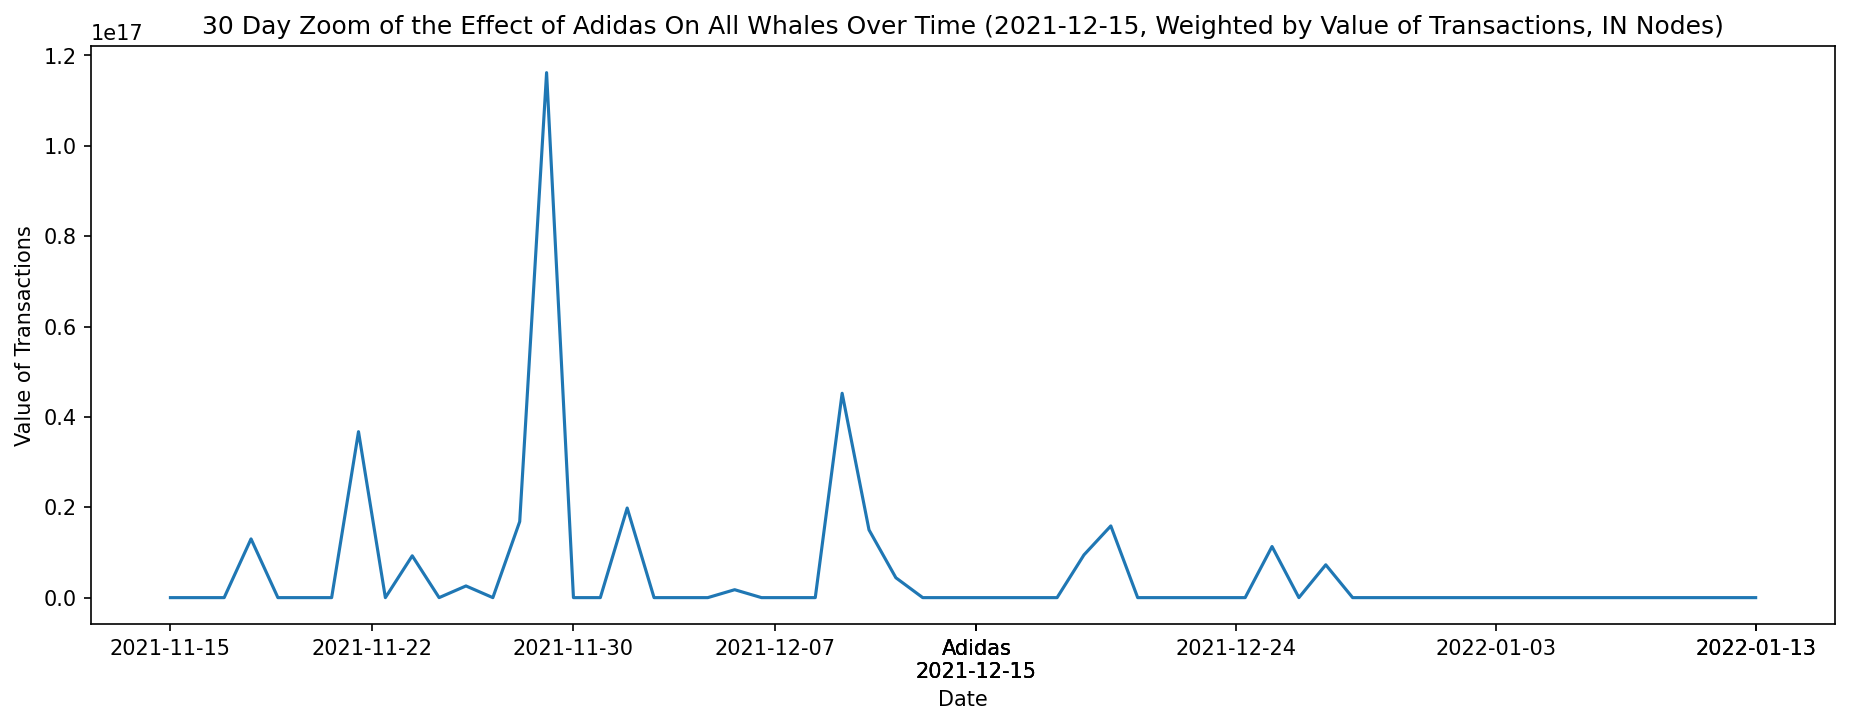 30 Day Zoom of the Effect of Adidas On All Whales Over Time (2021-12-15, Weighted by Value of Transactions, IN Nodes)
1e17
1.2
1.0
0.8
0.6
0.4
0.2
0.0
Value of Transactions
2021-11-15 2021-11-22 2021-11-30 2021-12-07 Adidas 2021-12-24 2022-01-03 2022-01-13
2021-12-15
Date